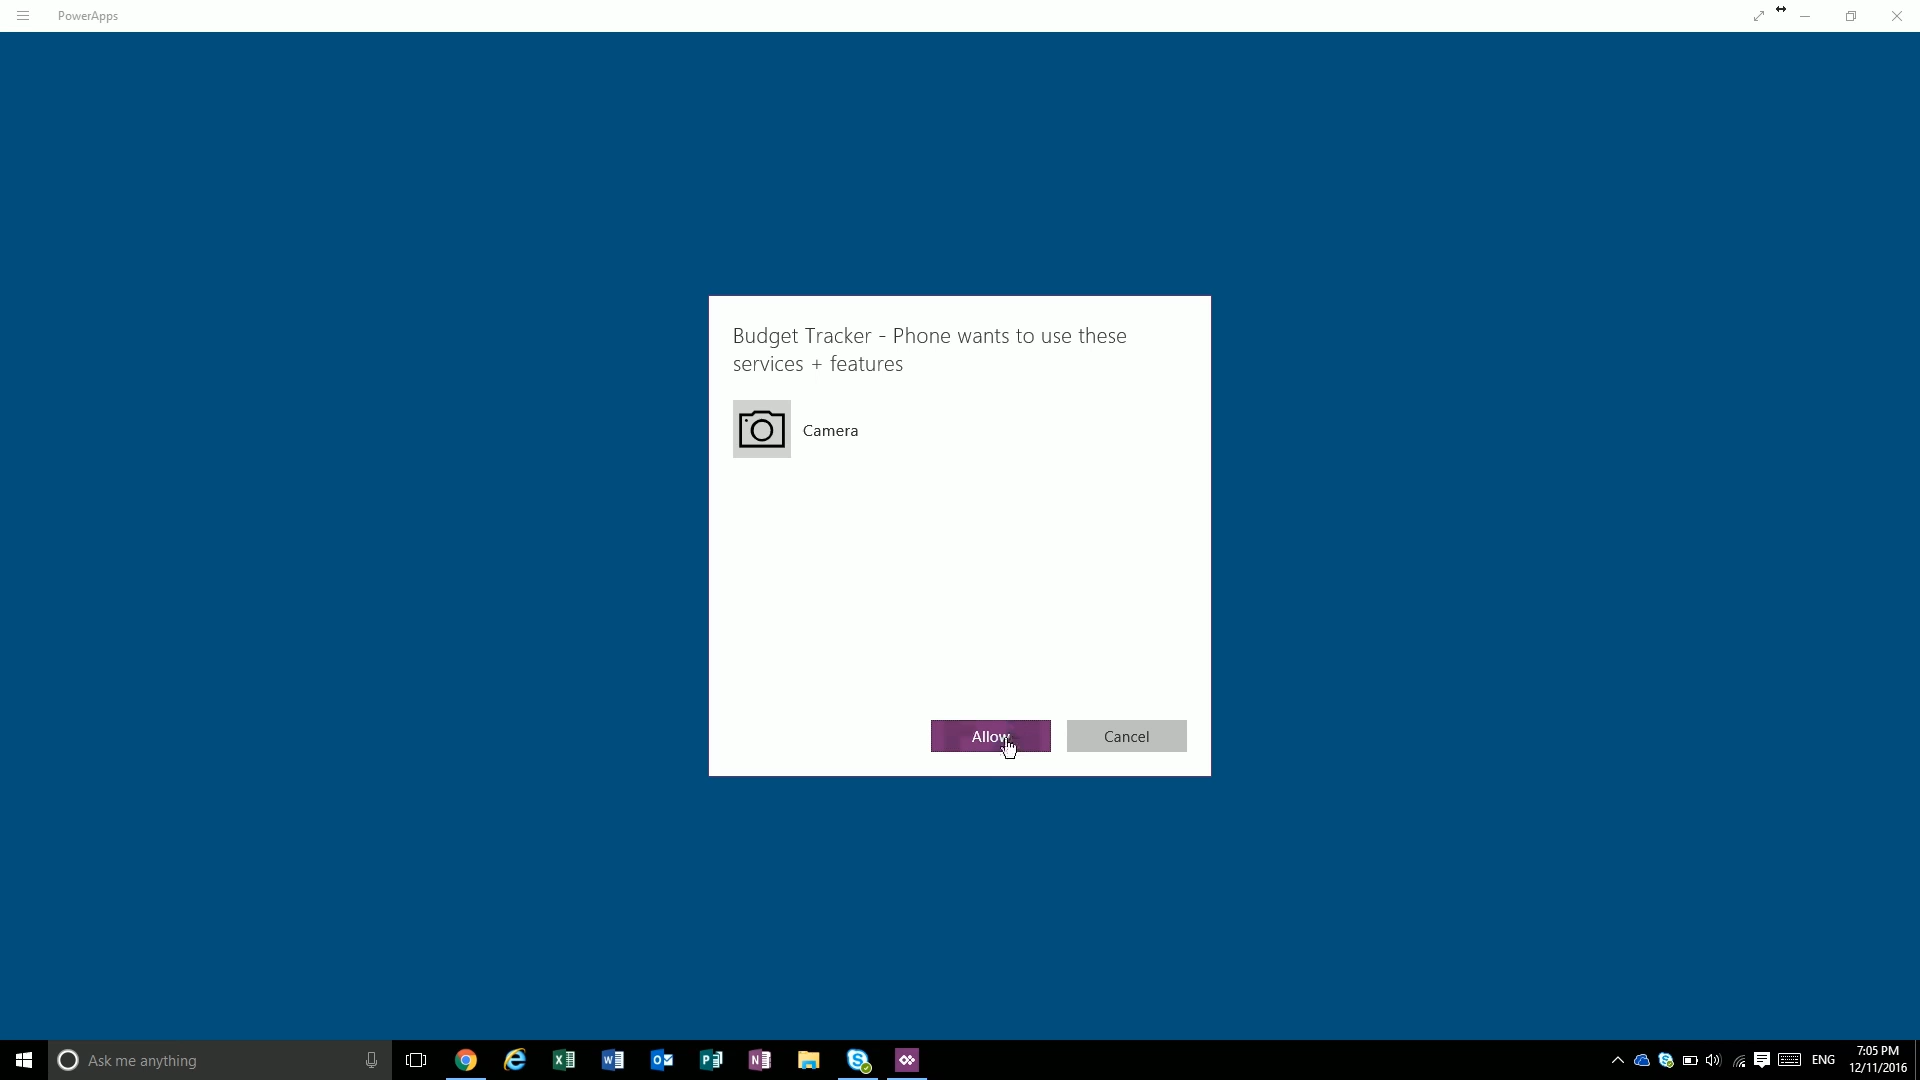 PowerApps
Budget Tracker - Phone wants to use these
services + features
Camera
Allow
Cancel
Ask me anything
ENG
7:05 PM
12/11/2016